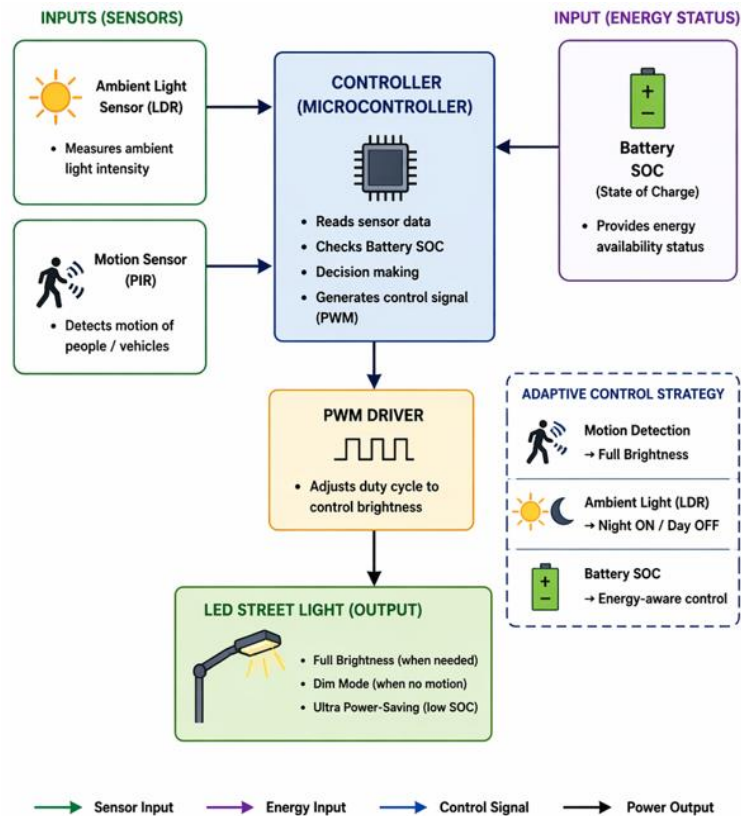 INPUTS (SENSORS)
Ambient Light
Sensor (LDR)
• Measures ambient
light intensity
Motion Sensor
(PIR)
• Detects motion of
people / vehicles
CONTROLLER
(MICROCONTROLLER)
• Reads sensor data
• Checks Battery SOC
• Decision making
• Generates control signal
(PWM)
INPUT (ENERGY STATUS)
Battery
SOC
(State of Charge)
• Provides energy
availability status
PWM DRIVER
• Adjusts duty cycle to
control brightness
ADAPTIVE CONTROL STRATEGY
Motion Detection
→ Full Brightness
Ambient Light (LDR)
→ Night ON / Day OFF
Battery SOC
→ Energy-aware control
LED STREET LIGHT (OUTPUT)
• Full Brightness (when needed)
• Dim Mode (when no motion)
• Ultra Power-Saving (low SOC)
Sensor Input
Energy Input
Control Signal
Power Output